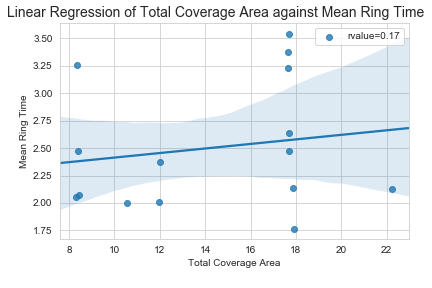 Linear Regression of Total Coverage Area against Mean Ring Time
rvalue=0.17
3.50
3.25
3.00
2.75
2.50
2.25
2.00
1.75
Mean Ring Time
8 10 12 14 16 18 20 22
Total Coverage Area